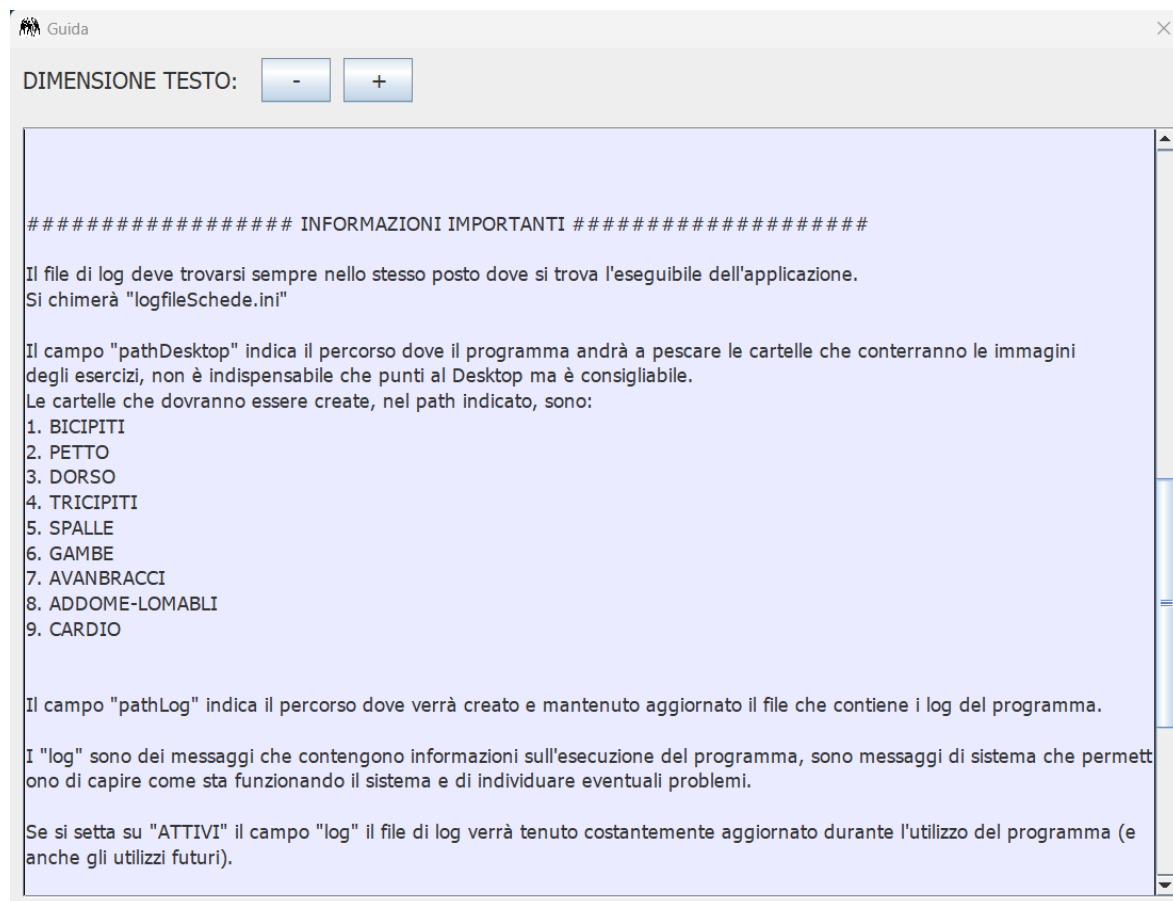 Guida
DIMENSIONE TESTO: - +
################## INFORMAZIONI IMPORTANTI ####################
Il file di log deve trovarsi sempre nello stesso posto dove si trova l'eseguibile dell'applicazione.
Si chimerà "logfileSchede.ini"
Il campo "pathDesktop" indica il percorso dove il programma andrà a pescare le cartelle che conterranno le immagini
degli esercizi, non è indispensabile che punti al Desktop ma è consigliabile.
Le cartelle che dovranno essere create, nel path indicato, sono:
1. BICIPITI
2. PETTO
3. DORSO
4. TRICIPITI
5. SPALLE
6. GAMBE
7. AVANBRACCI
8. ADDOME-LOMABLI
9. CARDIO
Il campo "pathLog" indica il percorso dove verrà creato e mantenuto aggiornato il file che contiene i log del programma.
I "log" sono dei messaggi che contengono informazioni sull'esecuzione del programma, sono messaggi di sistema che permett
ono di capire come sta funzionando il sistema e di individuare eventuali problemi.
Se si setta su "ATTIVI" il campo "log" il file di log verrà tenuto costantemente aggiornato durante l'utilizzo del programma (e
anche gli utilizzi futuri).